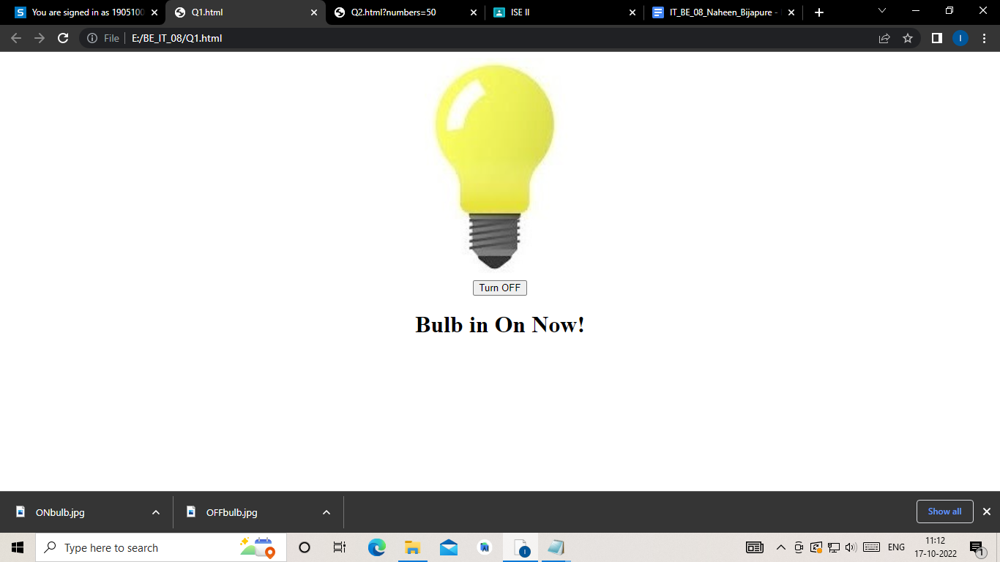 You are signed in as 1905100
Q1.html
Q2.html?numbers=50
ISE II
IT_BE_08_Naheen_Bijapure -
File
E:/BE_IT_08/Q1.html
I
Turn OFF
Bulb in On Now!
ONbulb.jpg
OFFbulb.jpg
Show all
Type here to search
ENG
11:12
17-10-2022
1